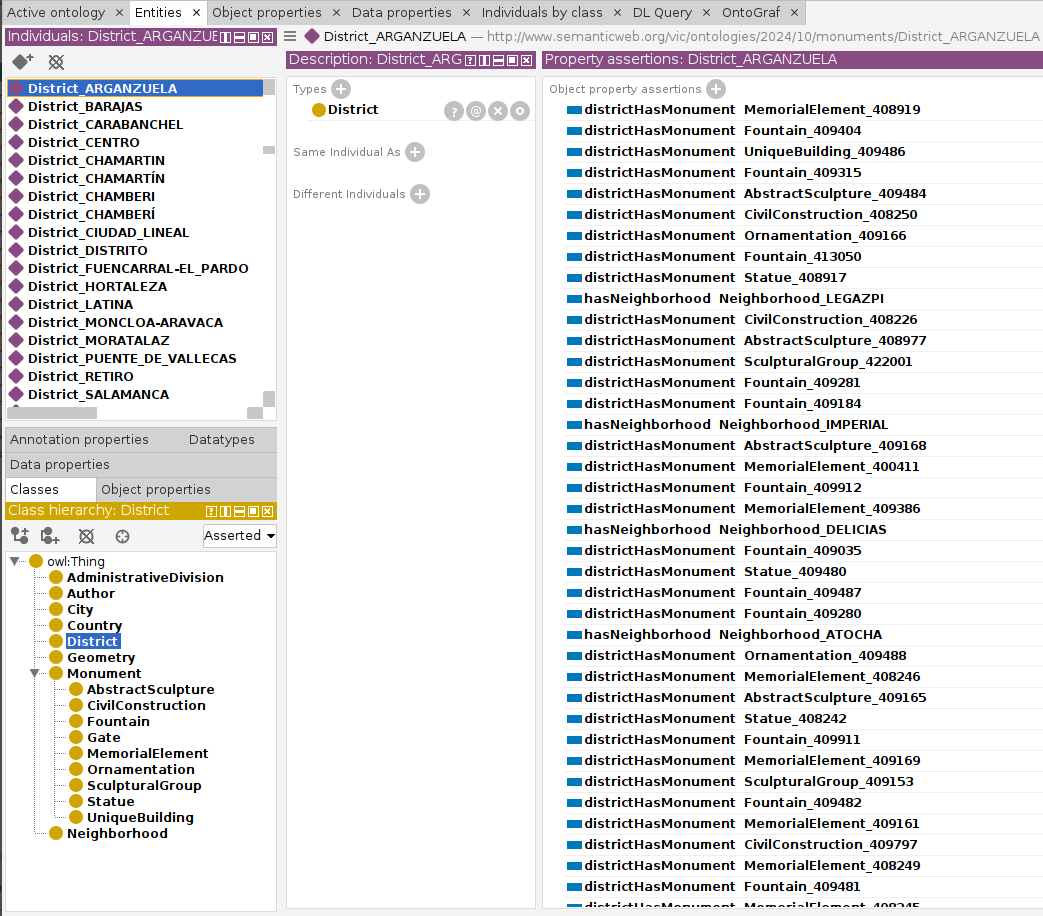 Active ontology × Entities × Object properties × Data properties × Individuals by class × DL Query × OntoGraf ×
Individuals: District_ARGANZUE
District_ARGANZUELA — http://www.semanticweb.org/vic/ontologies/2024/10/monuments/District_ARGANZUELA
District_ARGANZUELA
District_BARAJAS
District_CARABANCHEL
District_CENTRO
District_CHAMARTIN
District_CHAMARTÍN
District_CHAMBERI
District_CHAMBERÍ
District_CIUDAD_LINEAL
District_DISTRITO
District_FUENCARRAL-EL_PARDO
District_HORTALEZA
District_LATINA
District_MONCLOA-ARAVACA
District_MORATALAZ
District_PUENTE_DE_VALLECAS
District_RETIRO
District_SALAMANCA
Annotation properties Datatypes
Data properties
Classes Object properties
Class hierarchy: District
Asserted
owl:Thing
AdministrativeDivision
Author
City
Country
District
Geometry
Monument
AbstractSculpture
CivilConstruction
Fountain
Gate
MemorialElement
Ornamentation
SculpturalGroup
Statue
UniqueBuilding
Neighborhood
Description: District_ARG
Types
District
Same Individual As
Different Individuals
Property assertions: District_ARGANZUELA
Object property assertions
districtHasMonument MemorialElement_408919
districtHasMonument Fountain_409404
districtHasMonument UniqueBuilding_409486
districtHasMonument Fountain_409315
districtHasMonument AbstractSculpture_409484
districtHasMonument CivilConstruction_408250
districtHasMonument Ornamentation_409166
districtHasMonument Fountain_413050
districtHasMonument Statue_408917
hasNeighborhood Neighborhood_LEGAZPI
districtHasMonument CivilConstruction_408226
districtHasMonument AbstractSculpture_408977
districtHasMonument SculpturalGroup_422001
districtHasMonument Fountain_409281
districtHasMonument Fountain_409184
hasNeighborhood Neighborhood_IMPERIAL
districtHasMonument AbstractSculpture_409168
districtHasMonument MemorialElement_400411
districtHasMonument Fountain_409912
districtHasMonument MemorialElement_409386
hasNeighborhood Neighborhood_DELICIAS
districtHasMonument Fountain_409035
districtHasMonument Statue_409480
districtHasMonument Fountain_409487
districtHasMonument Fountain_409280
hasNeighborhood Neighborhood_ATOCHA
districtHasMonument Ornamentation_409488
districtHasMonument MemorialElement_408246
districtHasMonument AbstractSculpture_409165
districtHasMonument Statue_408242
districtHasMonument Fountain_409911
districtHasMonument MemorialElement_409169
districtHasMonument SculpturalGroup_409153
districtHasMonument Fountain_409482
districtHasMonument MemorialElement_409161
districtHasMonument CivilConstruction_409797
districtHasMonument MemorialElement_408249
districtHasMonument Fountain_409481
districtHasMonument MemorialElement_408245